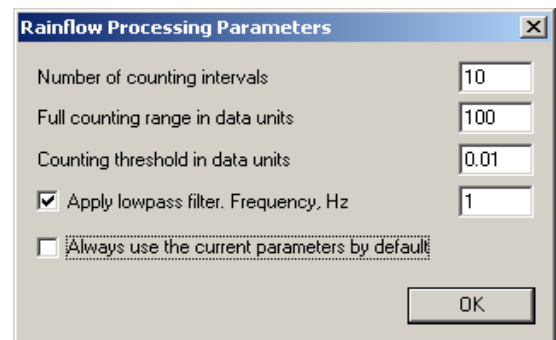 Rainflow Processing Parameters
Number of counting intervals 10
Full counting range in data units 100
Counting threshold in data units 0.01
Apply lowpass filter. Frequency, Hz 1
Always use the current parameters by default
OK